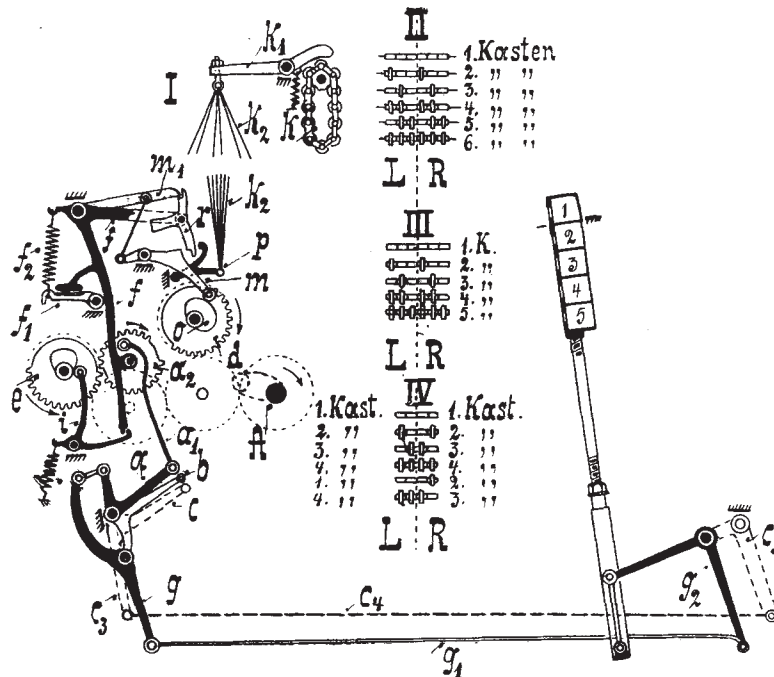 II
k₁
1. Kasten
2. " "
3. " "
4. " "
5. " "
6. " "
I
k₂
k
L R
m₁
k₂
r
III
1. K.
2. "
3. "
4. "
5. "
p
f₂
f
m
f₁
o
1
2
3
4
5
d
L R
e
a₂
i
A
IV
1. Kast. 1. Kast.
2. " 2. "
3. " 3. "
4. " 4. "
1. " 2. "
4. " 3. "
a₁
a
b
c
L R
c₃
g
c₄
g₂
g₁